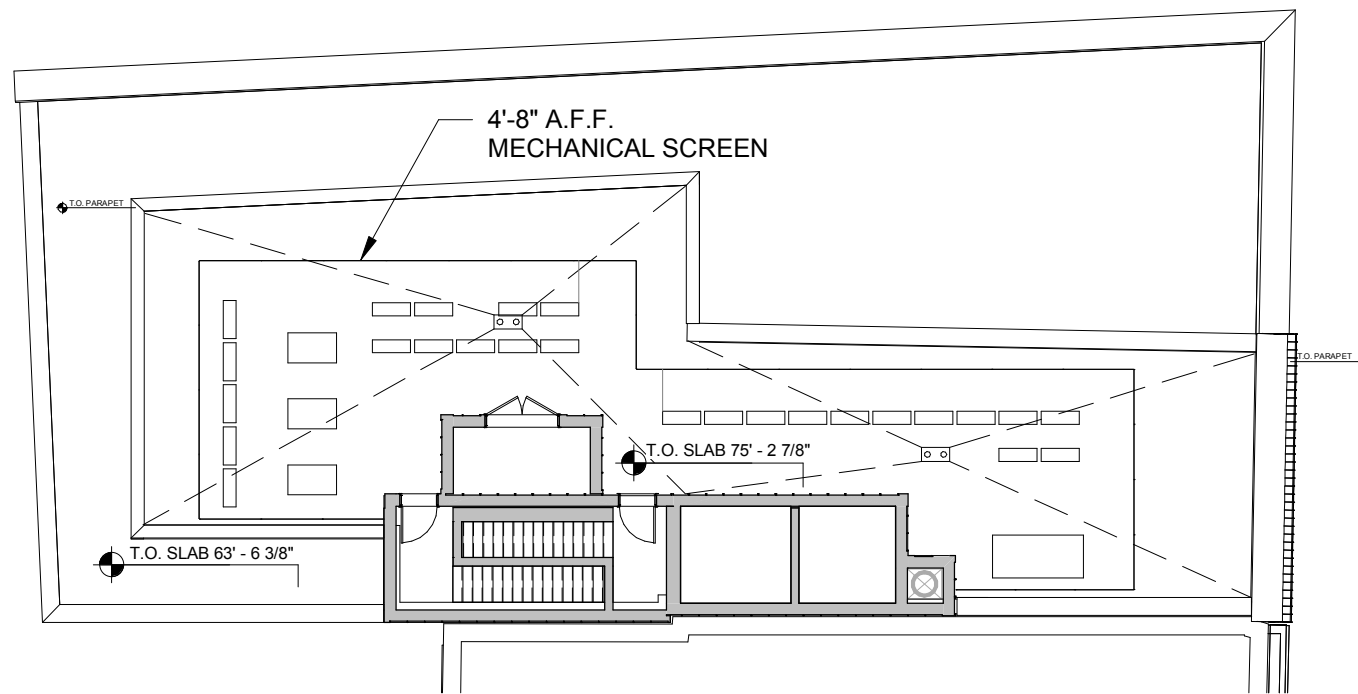 4'-8" A.F.F.
MECHANICAL SCREEN
T.O. PARAPET
T.O. PARAPET
T.O. SLAB 75' - 2 7/8"
T.O. SLAB 63' - 6 3/8"